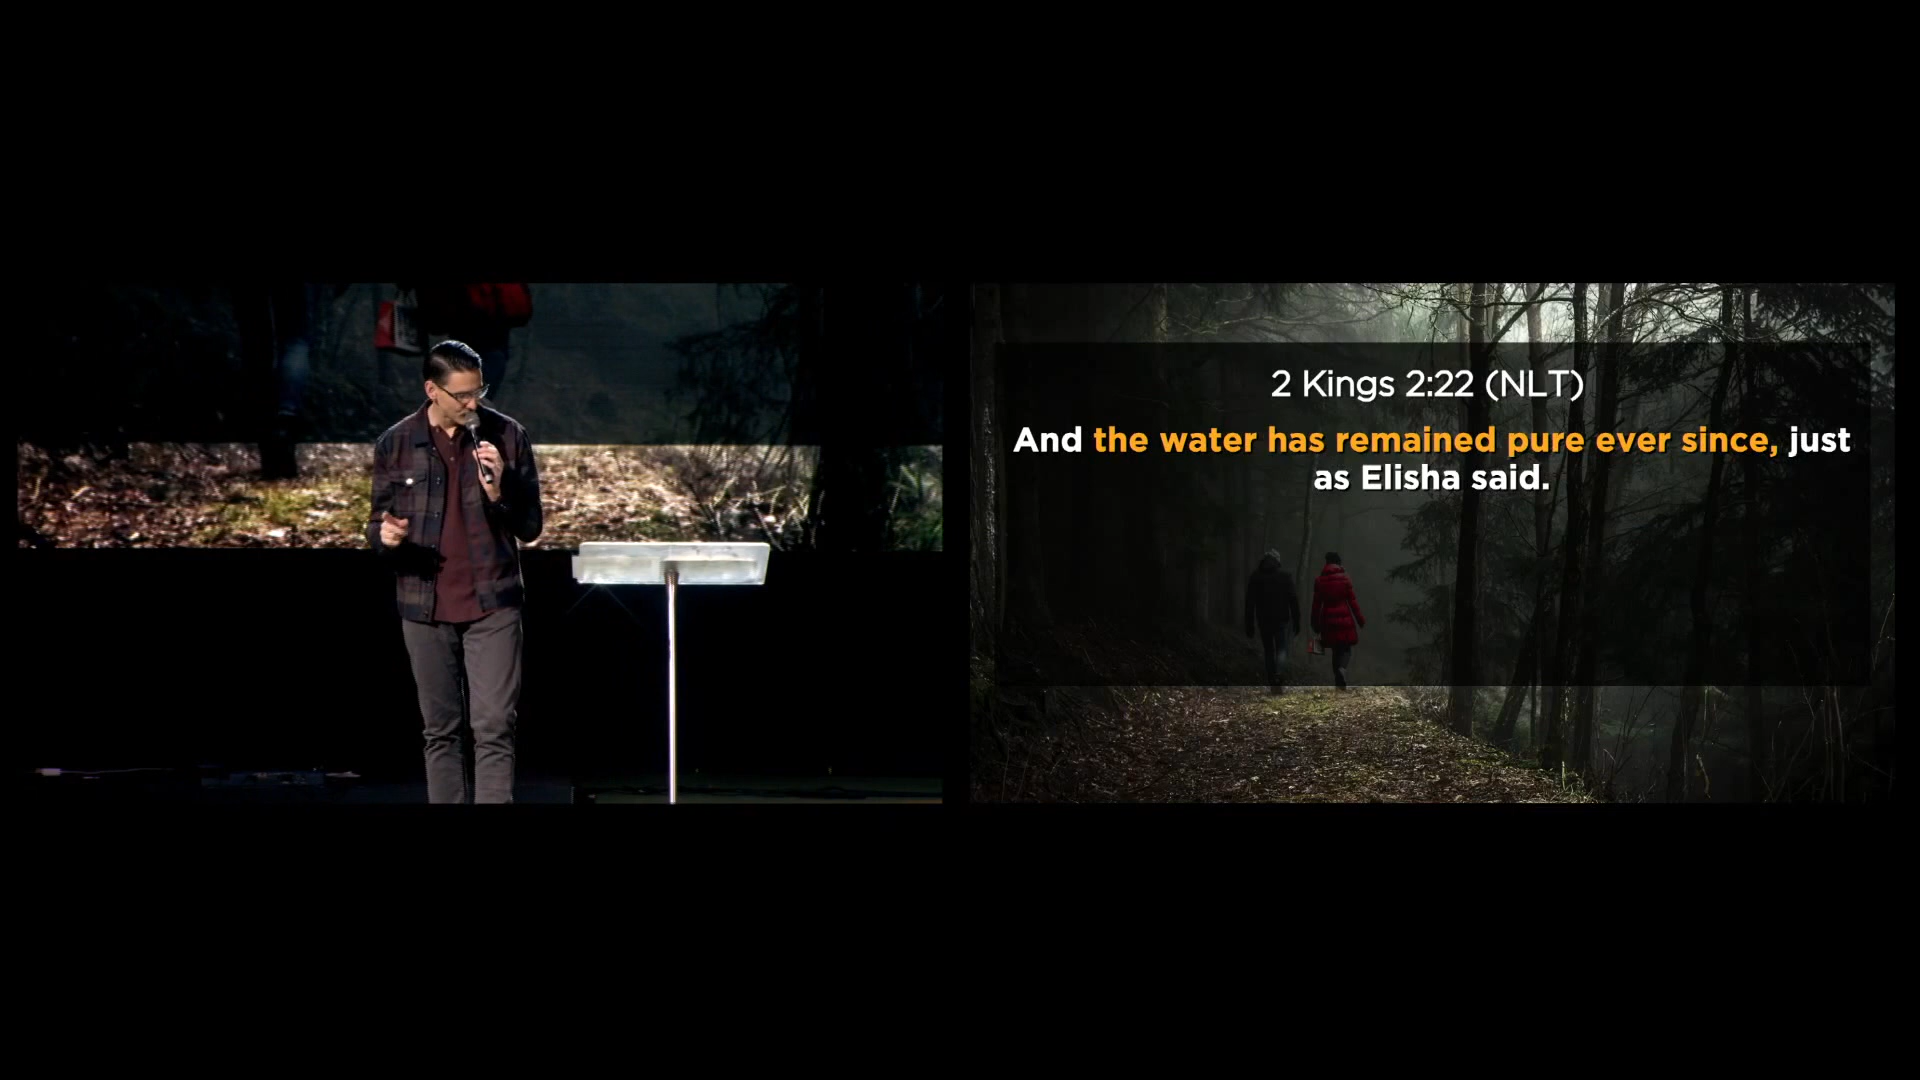 2 Kings 2:22 (NLT)
And the water has remained pure ever since, just
as Elisha said.